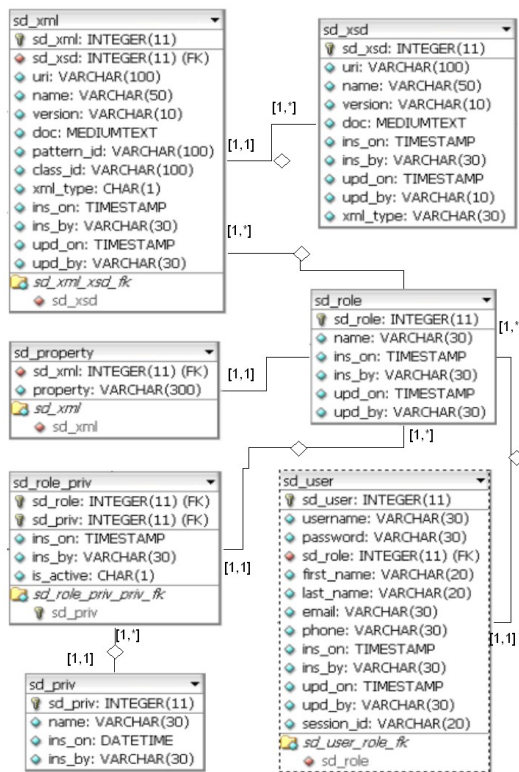 sd_xml
sd_xml: INTEGER(11)
sd_xsd: INTEGER(11) (FK)
uri: VARCHAR(100)
name: VARCHAR(50)
version: VARCHAR(10)
doc: MEDIUMTEXT
pattern_id: VARCHAR(100)
class_id: VARCHAR(100)
xml_type: CHAR(1)
ins_on: TIMESTAMP
ins_by: VARCHAR(30)
upd_on: TIMESTAMP
upd_by: VARCHAR(30)
sd_xml_xsd_fk
sd_xsd
[1,*]
[1,1]
[1,*]
sd_xsd
sd_xsd: INTEGER(11)
uri: VARCHAR(100)
name: VARCHAR(50)
version: VARCHAR(10)
doc: MEDIUMTEXT
ins_on: TIMESTAMP
ins_by: VARCHAR(30)
upd_on: TIMESTAMP
upd_by: VARCHAR(10)
xml_type: VARCHAR(30)
sd_property
sd_xml: INTEGER(11) (FK)
property: VARCHAR(300)
sd_xml
sd_xml
[1,1]
sd_role
sd_role: INTEGER(11)
name: VARCHAR(30)
ins_on: TIMESTAMP
ins_by: VARCHAR(30)
upd_on: TIMESTAMP
upd_by: VARCHAR(30)
[1,*
[1,*]
sd_role_priv
sd_role: INTEGER(11) (FK)
sd_priv: INTEGER(11) (FK)
ins_on: TIMESTAMP
ins_by: VARCHAR(30)
is_active: CHAR(1)
sd_role_priv_priv_fk
sd_priv
[1,1]
[1,*]
[1,1]
sd_priv
sd_priv: INTEGER(11)
name: VARCHAR(30)
ins_on: DATETIME
ins_by: VARCHAR(30)
sd_user
sd_user: INTEGER(11)
username: VARCHAR(30)
password: VARCHAR(30)
sd_role: INTEGER(11) (FK)
first_name: VARCHAR(20)
last_name: VARCHAR(20)
email: VARCHAR(30)
phone: VARCHAR(30)
ins_on: TIMESTAMP
ins_by: VARCHAR(30)
upd_on: TIMESTAMP
upd_by: VARCHAR(30)
session_id: VARCHAR(20)
sd_user_role_fk
sd_role
[1,1]